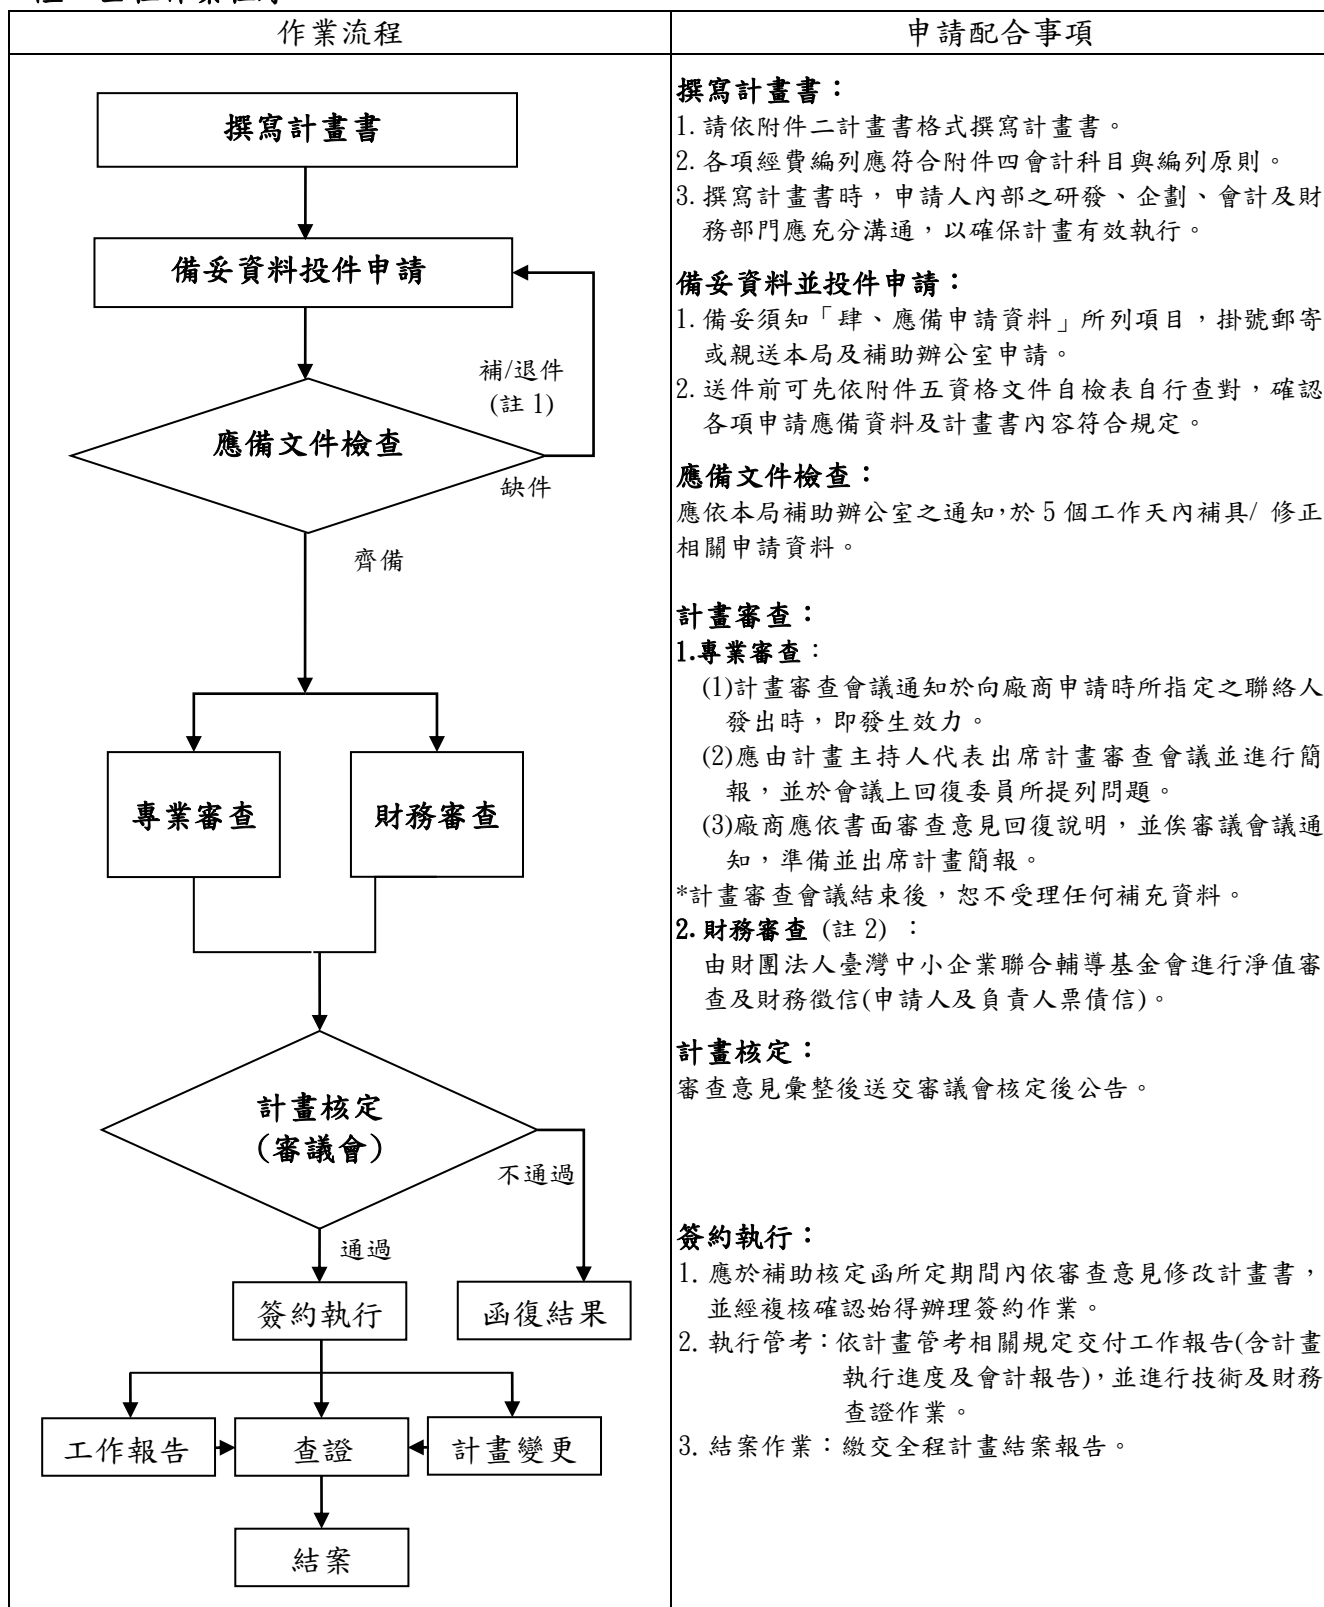 作業流程
申請配合事項
撰寫計畫書
備妥資料投件申請
補/退件
(註 1)
應備文件檢查
缺件
齊備
專業審查
財務審查
計畫核定
(審議會)
不通過
通過
簽約執行
函復結果
工作報告
查證
計畫變更
結案
撰寫計畫書：
1. 請依附件二計畫書格式撰寫計畫書。
2. 各項經費編列應符合附件四會計科目與編列原則。
3. 撰寫計畫書時，申請人內部之研發、企劃、會計及財
務部門應充分溝通，以確保計畫有效執行。
備妥資料並投件申請：
1. 備妥須知「肆、應備申請資料」所列項目，掛號郵寄
或親送本局及補助辦公室申請。
2. 送件前可先依附件五資格文件自檢表自行查對，確認
各項申請應備資料及計畫書內容符合規定。
應備文件檢查：
應依本局補助辦公室之通知，於 5 個工作天內補具/ 修正
相關申請資料。
計畫審查：
1.專業審查：
(1)計畫審查會議通知於向廠商申請時所指定之聯絡人
發出時，即發生效力。
(2)應由計畫主持人代表出席計畫審查會議並進行簡
報，並於會議上回復委員所提列問題。
(3)廠商應依書面審查意見回復說明，並俟審議會議通
知，準備並出席計畫簡報。
*計畫審查會議結束後，恕不受理任何補充資料。
2. 財務審查 (註 2) ：
由財團法人臺灣中小企業聯合輔導基金會進行淨值審
查及財務徵信(申請人及負責人票債信)。
計畫核定：
審查意見彙整後送交審議會核定後公告。
簽約執行：
1. 應於補助核定函所定期間內依審查意見修改計畫書，
並經複核確認始得辦理簽約作業。
2. 執行管考：依計畫管考相關規定交付工作報告(含計畫
執行進度及會計報告)，並進行技術及財務
查證作業。
3. 結案作業：繳交全程計畫結案報告。